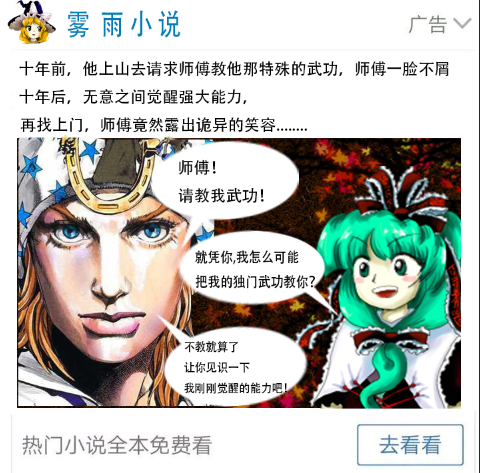 雾 雨小说
广告
十年前，他上山去请求师傅教他那特殊的武功，师傅一脸不屑
十年后，无意之间觉醒强大能力，
再找上门，师傅竟然露出诡异的笑容........
师傅！
请教我武功！
就凭你,我怎么可能
把我的独门武功教你？
不教就算了
让你见识一下
我刚刚觉醒的能力吧！
热门小说全本免费看
去看看